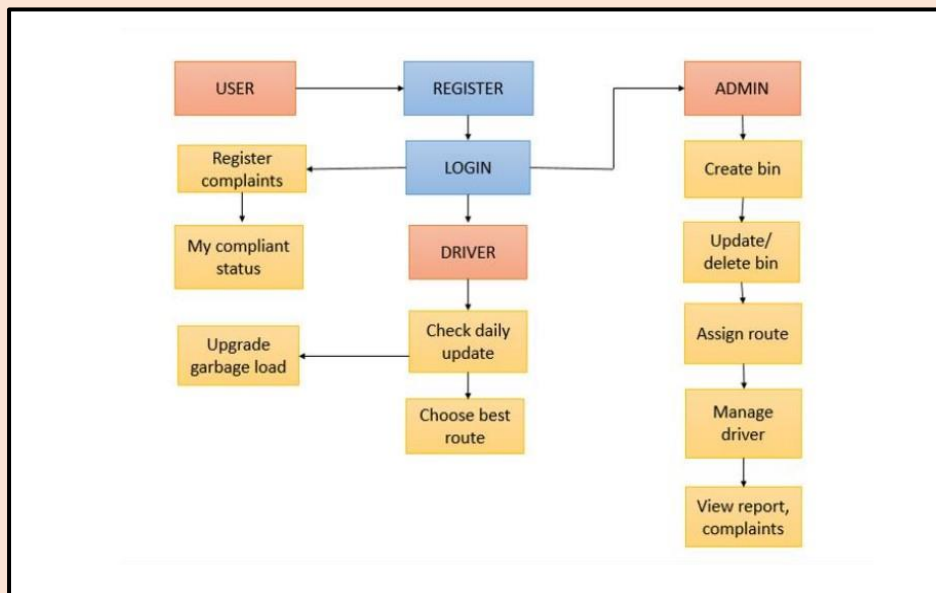 USER
REGISTER
ADMIN
Register
complaints
LOGIN
Create bin
My compliant
status
DRIVER
Update/
delete bin
Upgrade
garbage load
Check daily
update
Assign route
Choose best
route
Manage
driver
View report,
complaints